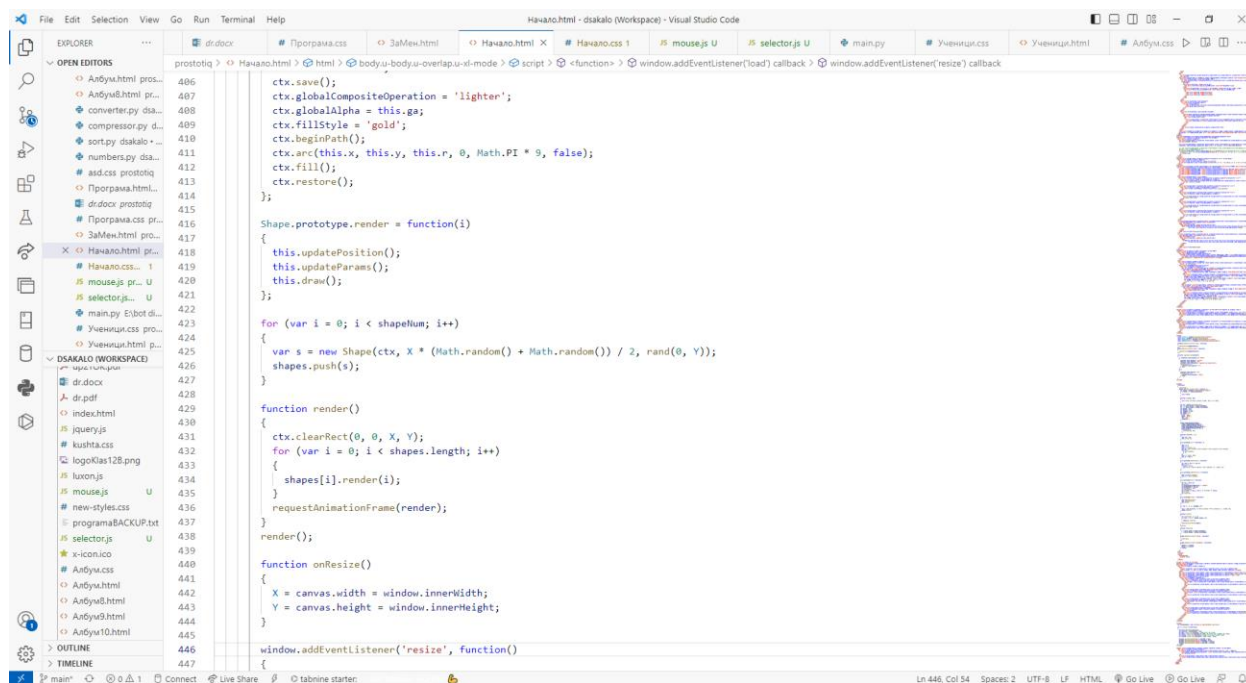 File Edit Selection View Go Run Terminal Help Начало.html - dsakalo (Workspace) - Visual Studio Code
EXPLORER ···
dr.docx # Програма.css ЗаМен.html Начало.html # Начало.css 1 JS mouse.js U JS selector.js U main.py # Ученици.css Ученици.html # Албум.css
OPEN EDITORS
prostotiq > Начало.html > html > body.u-body.u-overlap.u-xl-mode > script > <function> > window.addEventListener('load') callback > window.addEventListener('resize') callback
Албум.html pros...
Албум8.html pr...
converter.py dsa...
compressor.py d...
sort.py dsakalo • ...
numbers.py dsa...
# asd.css prostotiq
Програма.html...
dr.docx prostotiq
# Програма.css pr...
ЗаМен.html pro...
Начало.html pr...
# Начало.css... 1
JS mouse.js pr... U
JS selector.js... U
main.py E:\bot di...
# Ученици.css pro...
Ученици.html p...
DSAKALO (WORKSPACE)
dr.docx
dr.pdf
index.html
JS jquery.js
# kushta.css
logoKlas128.png
JS luxon.js
JS mouse.js U
# new-styles.css
programaBACKUP.txt
JS selector.js U
x-icon.ico
# Албум.css
Албум.html
Албум8.html
Албум9.html
Албум10.html
OUTLINE
TIMELINE
406 ctx.save();
407 ctx.globalCompositeOperation = 'lighter';
408 ctx.globalAlpha = this.ga;
409 ctx.fillStyle = 'gold';
410 ctx.beginPath();
411 ctx.arc(this.x, this.y, this.r, 0, Math.PI * 9, false);
412 ctx.fill();
413 ctx.restore();
414 };
415
416 Shape.prototype.render = function(i)
417 {
418 this.updatePosition();
419 this.updateParams();
420 this.draw();
421 };
422
423 for (var i = 0; i < shapeNum; i++)
424 {
425 var s = new Shape(ctx, X * (Math.random() + Math.random()) / 2, rand(0, Y));
426 shapes.push(s);
427 }
428
429 function render()
430 {
431 ctx.clearRect(0, 0, X, Y);
432 for (var i = 0; i < shapes.length; i++)
433 {
434 shapes[i].render(i);
435 }
436 requestAnimationFrame(render);
437 }
438 render();
439
440 function onResize()
441 {
442 X = canvas.width = window.innerWidth;
443 Y = canvas.height = window.innerHeight;
444 }
445
446 window.addEventListener('resize', function()
447 {
main* 0 1 Connect Live Share tabnine starter: Ln 446, Col 54 Spaces: 2 UTF-8 LF HTML Go Live Go Live